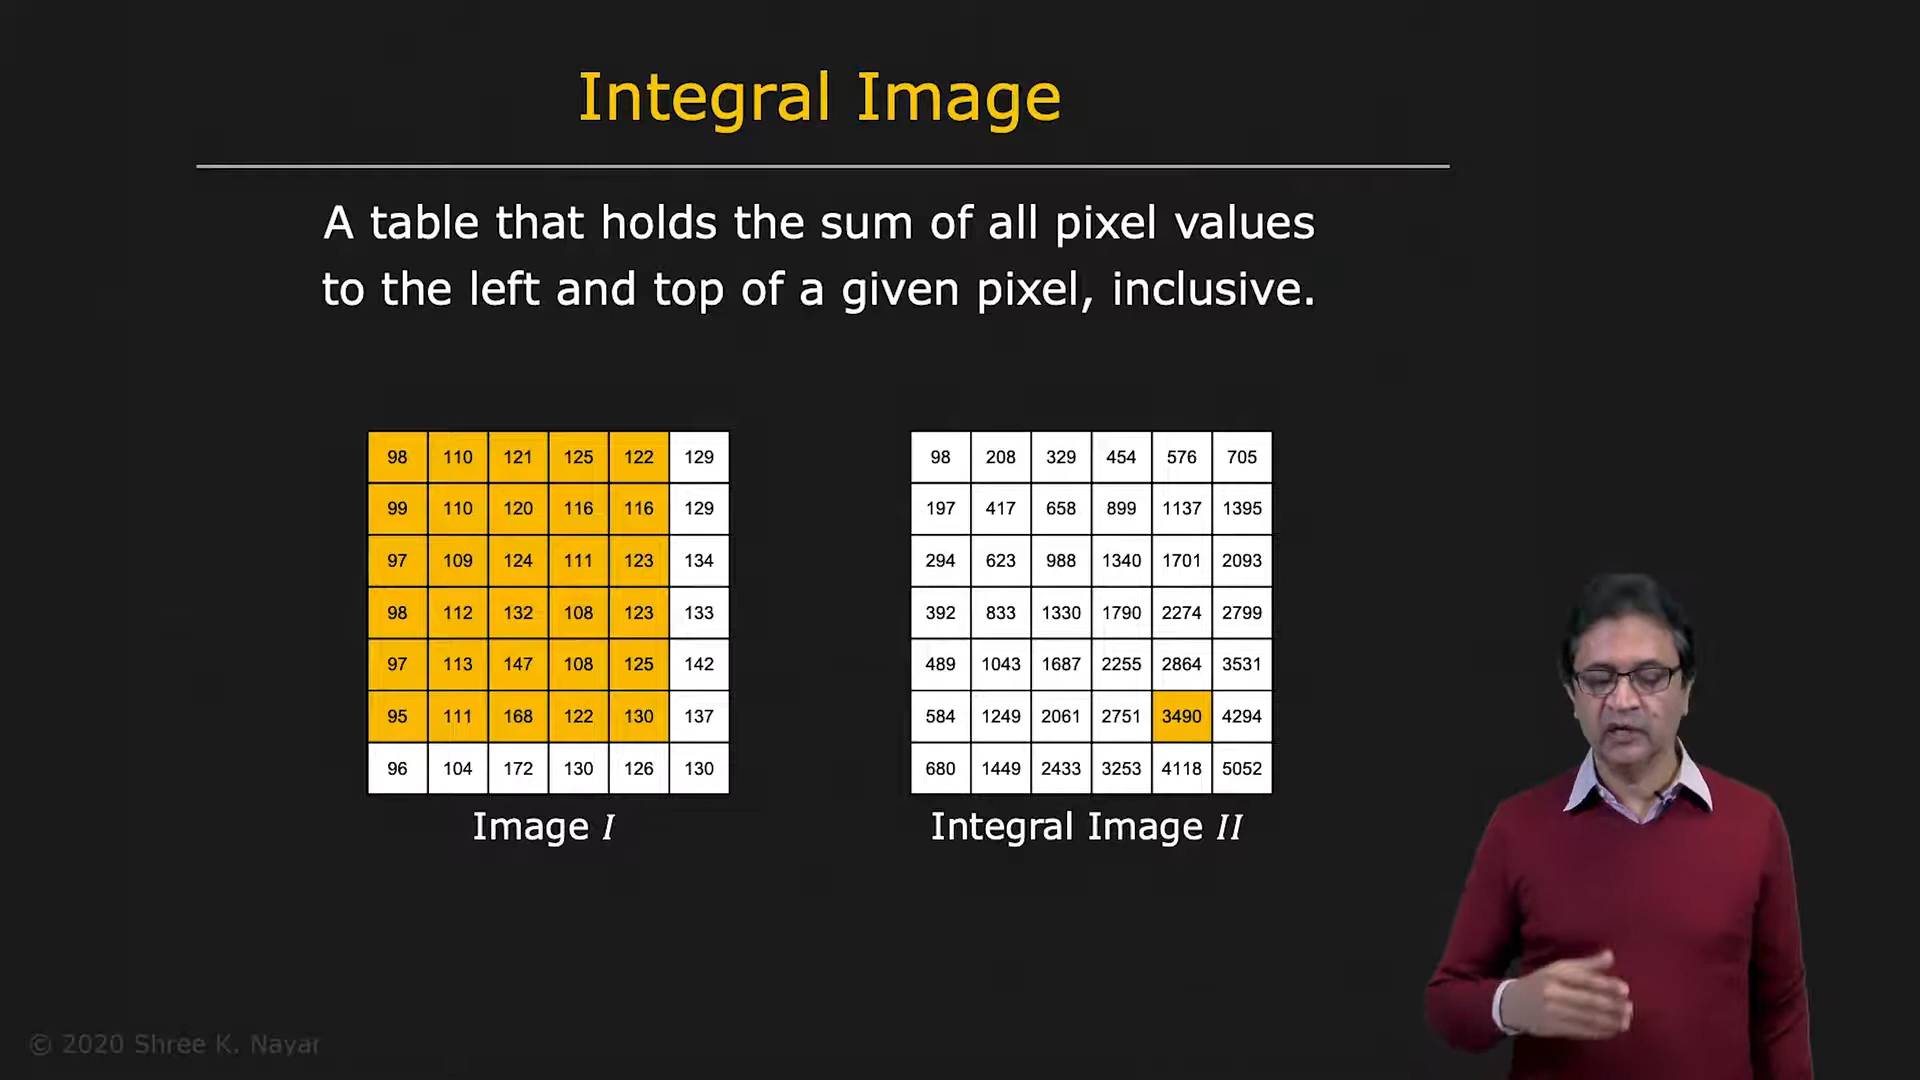 Integral Image
A table that holds the sum of all pixel values
to the left and top of a given pixel, inclusive.
98 110 121 125 122 129
99 110 120 116 116 129
97 109 124 111 123 134
98 112 132 108 123 133
97 113 147 108 125 142
95 111 168 122 130 137
96 104 172 130 126 130
Image I
98 208 329 454 576 705
197 417 658 899 1137 1395
294 623 988 1340 1701 2093
392 833 1330 1790 2274 2799
489 1043 1687 2255 2864 3531
584 1249 2061 2751 3490 4294
680 1449 2433 3253 4118 5052
Integral Image II
© 2020 Shree K. Nayar